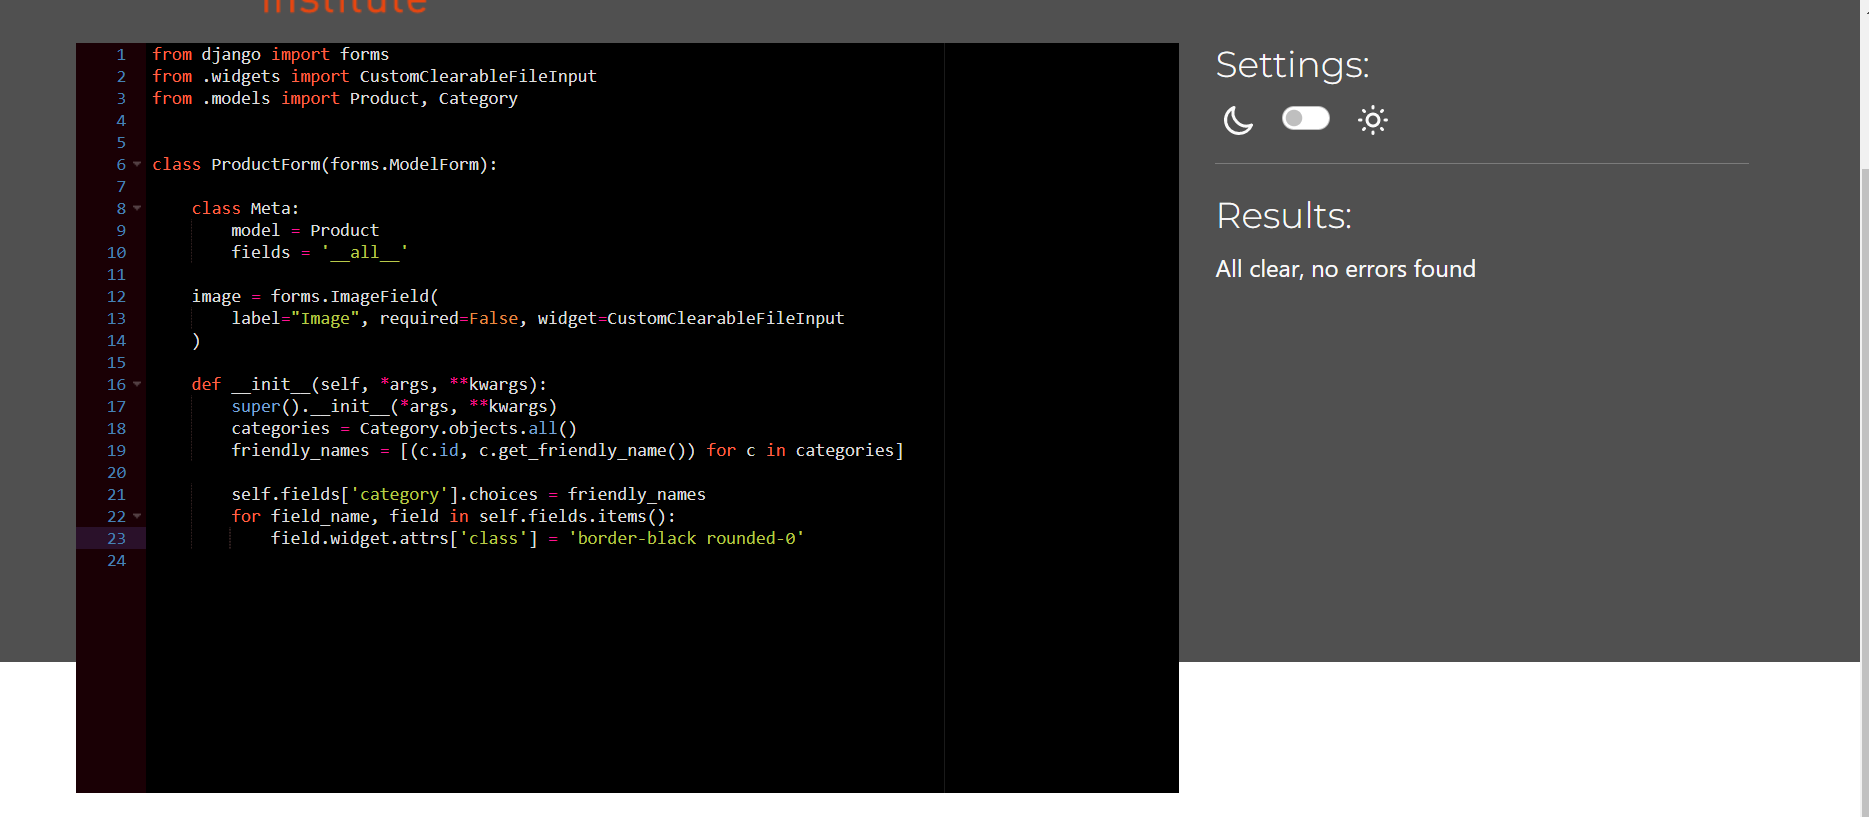 institute
1 from django import forms
2 from .widgets import CustomClearableFileInput
3 from .models import Product, Category
4
5
6 class ProductForm(forms.ModelForm):
7
8     class Meta:
9         model = Product
10         fields = '__all__'
11
12     image = forms.ImageField(
13         label="Image", required=False, widget=CustomClearableFileInput
14     )
15
16     def __init__(self, *args, **kwargs):
17         super().__init__(*args, **kwargs)
18         categories = Category.objects.all()
19         friendly_names = [(c.id, c.get_friendly_name()) for c in categories]
20
21         self.fields['category'].choices = friendly_names
22         for field_name, field in self.fields.items():
23             field.widget.attrs['class'] = 'border-black rounded-0'
24
Settings:
Results:
All clear, no errors found